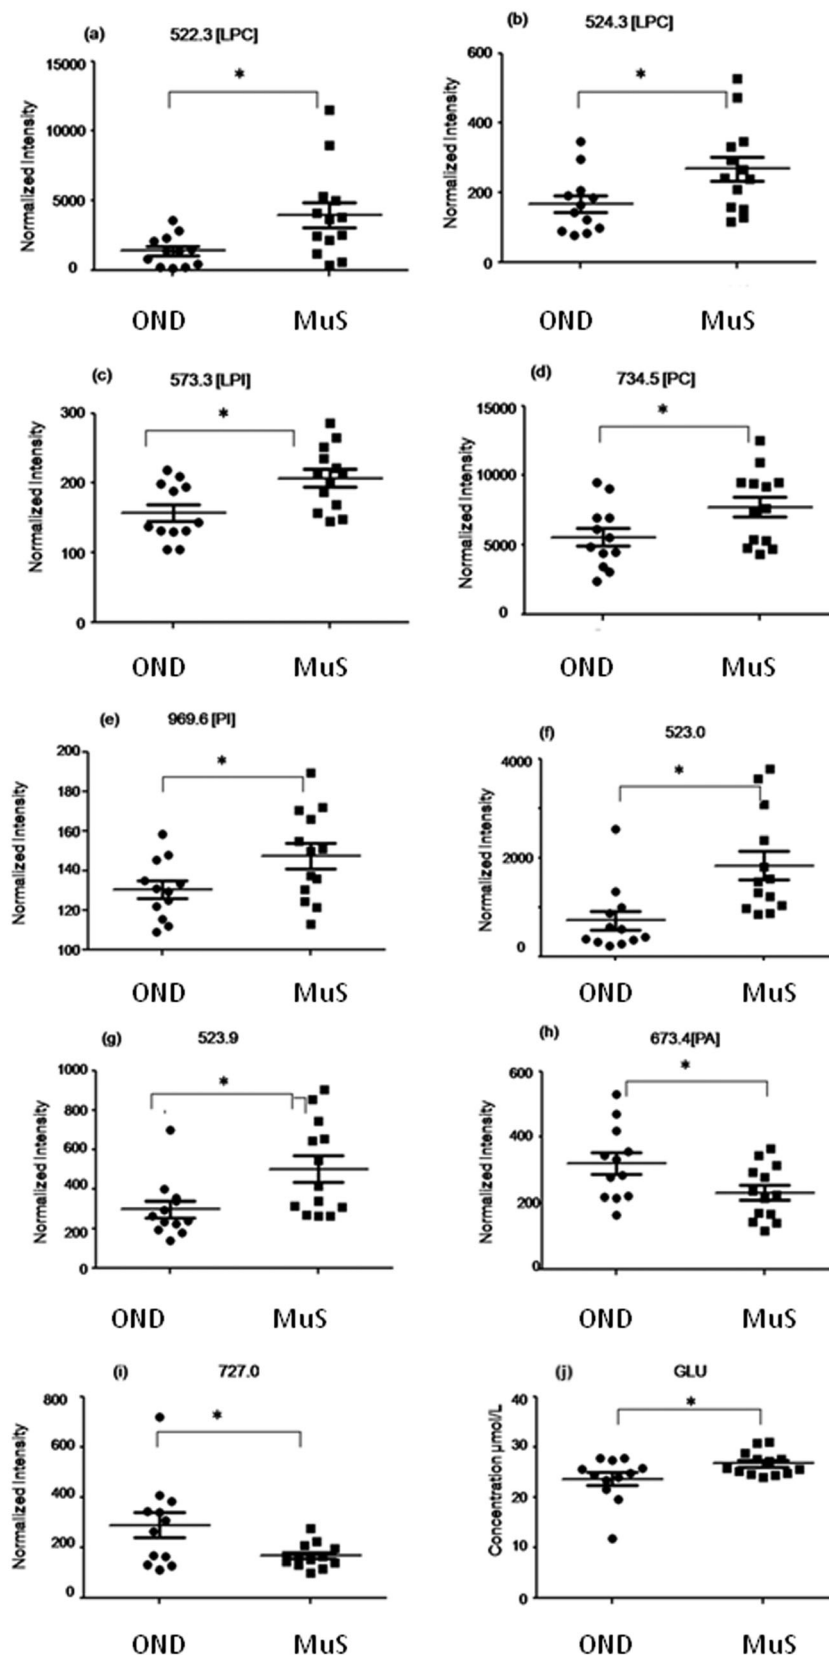 (a) 522.3 [LPC]
Normalized Intensity
15000
10000
5000
0
*
OND MuS
(b) 524.3 [LPC]
Normalized Intensity
600
400
200
0
*
OND MuS
(c) 573.3 [LPI]
Normalized Intensity
300
200
100
0
*
OND MuS
(d) 734.5 [PC]
Normalized Intensity
15000
10000
5000
0
*
OND MuS
(e) 969.6 [PI]
Normalized Intensity
200
180
160
140
120
100
*
OND MuS
(f) 523.0
Normalized Intensity
4000
2000
0
*
OND MuS
(g) 523.9
Normalized Intensity
1000
800
600
400
200
0
*
OND MuS
(h) 673.4[PA]
Normalized Intensity
600
400
200
0
*
OND MuS
(i) 727.0
Normalized Intensity
800
600
400
200
0
*
OND MuS
(j) GLU
Concentration µmol/L
40
30
20
10
0
*
OND MuS